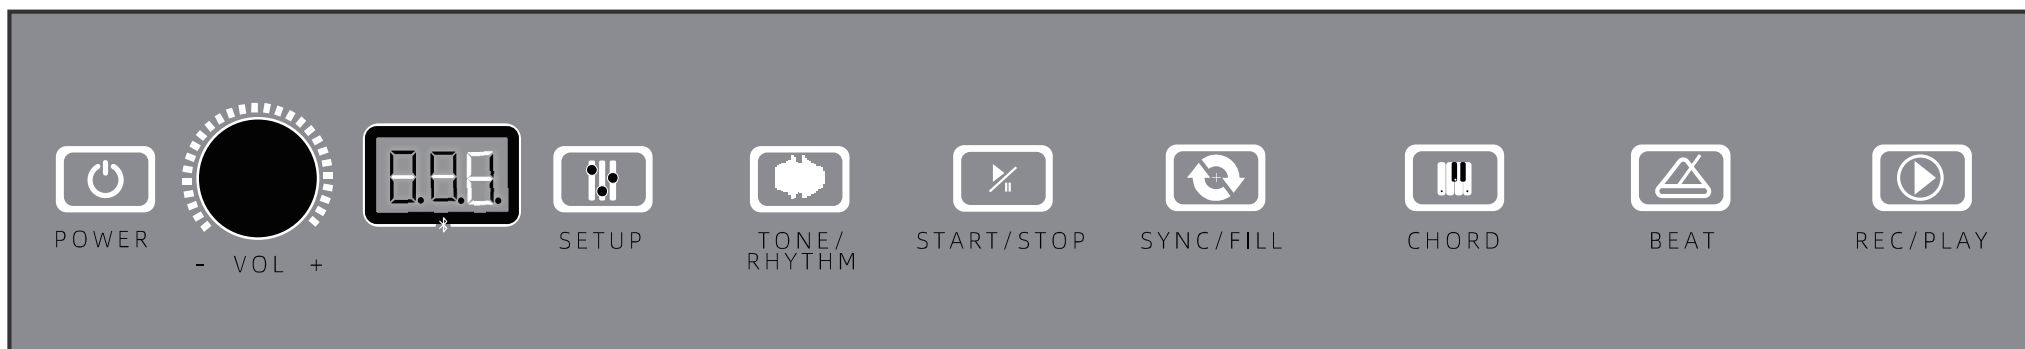 POWER
- VOL +
SETUP
TONE/
RHYTHM
START/STOP
SYNC/FILL
CHORD
BEAT
REC/PLAY